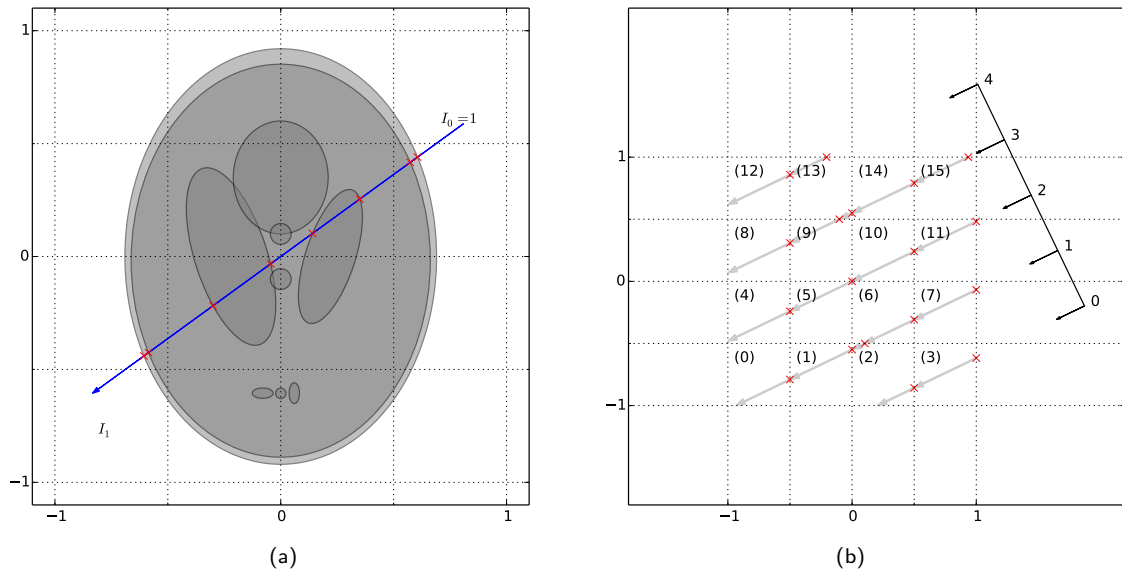 1
0
−1
−1
0
1
I₀ = 1
I₁
(a)
4
3
2
1
0
1
0
−1
(12) (13) (14) (15)
(8) (9) (10) (11)
(4) (5) (6) (7)
(0) (1) (2) (3)
−1
0
1
(b)